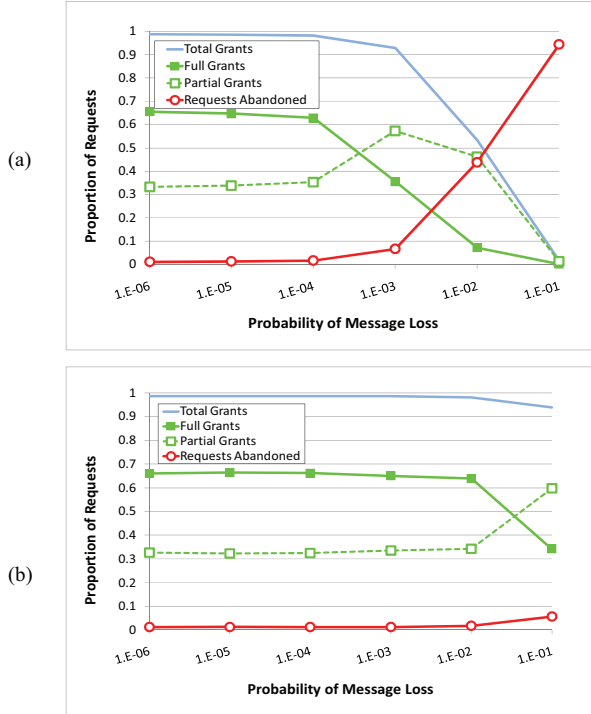 (a)
Proportion of Requests
1
0.9
0.8
0.7
0.6
0.5
0.4
0.3
0.2
0.1
0
Total Grants
Full Grants
Partial Grants
Requests Abandoned
1.E-06
1.E-05
1.E-04
1.E-03
1.E-02
1.E-01
Probability of Message Loss
(b)
Proportion of Requests
1
0.9
0.8
0.7
0.6
0.5
0.4
0.3
0.2
0.1
0
Total Grants
Full Grants
Partial Grants
Requests Abandoned
1.E-06
1.E-05
1.E-04
1.E-03
1.E-02
1.E-01
Probability of Message Loss